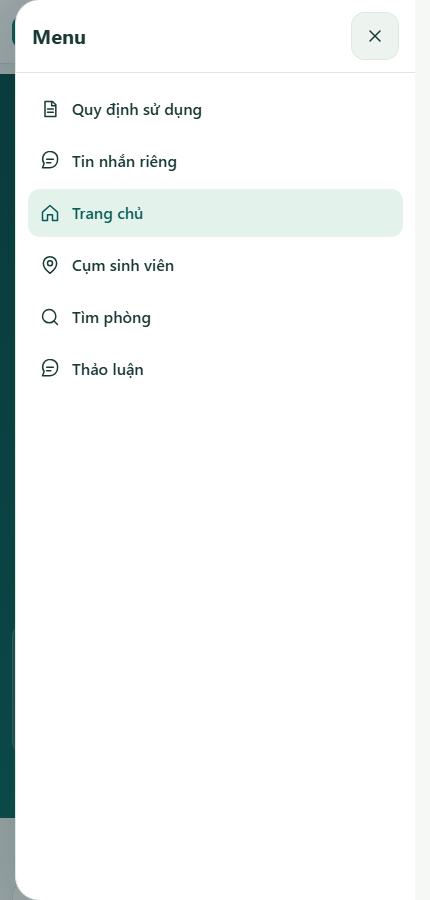 Menu
Quy định sử dụng
Tin nhắn riêng
Trang chủ
Cụm sinh viên
Tìm phòng
Thảo luận